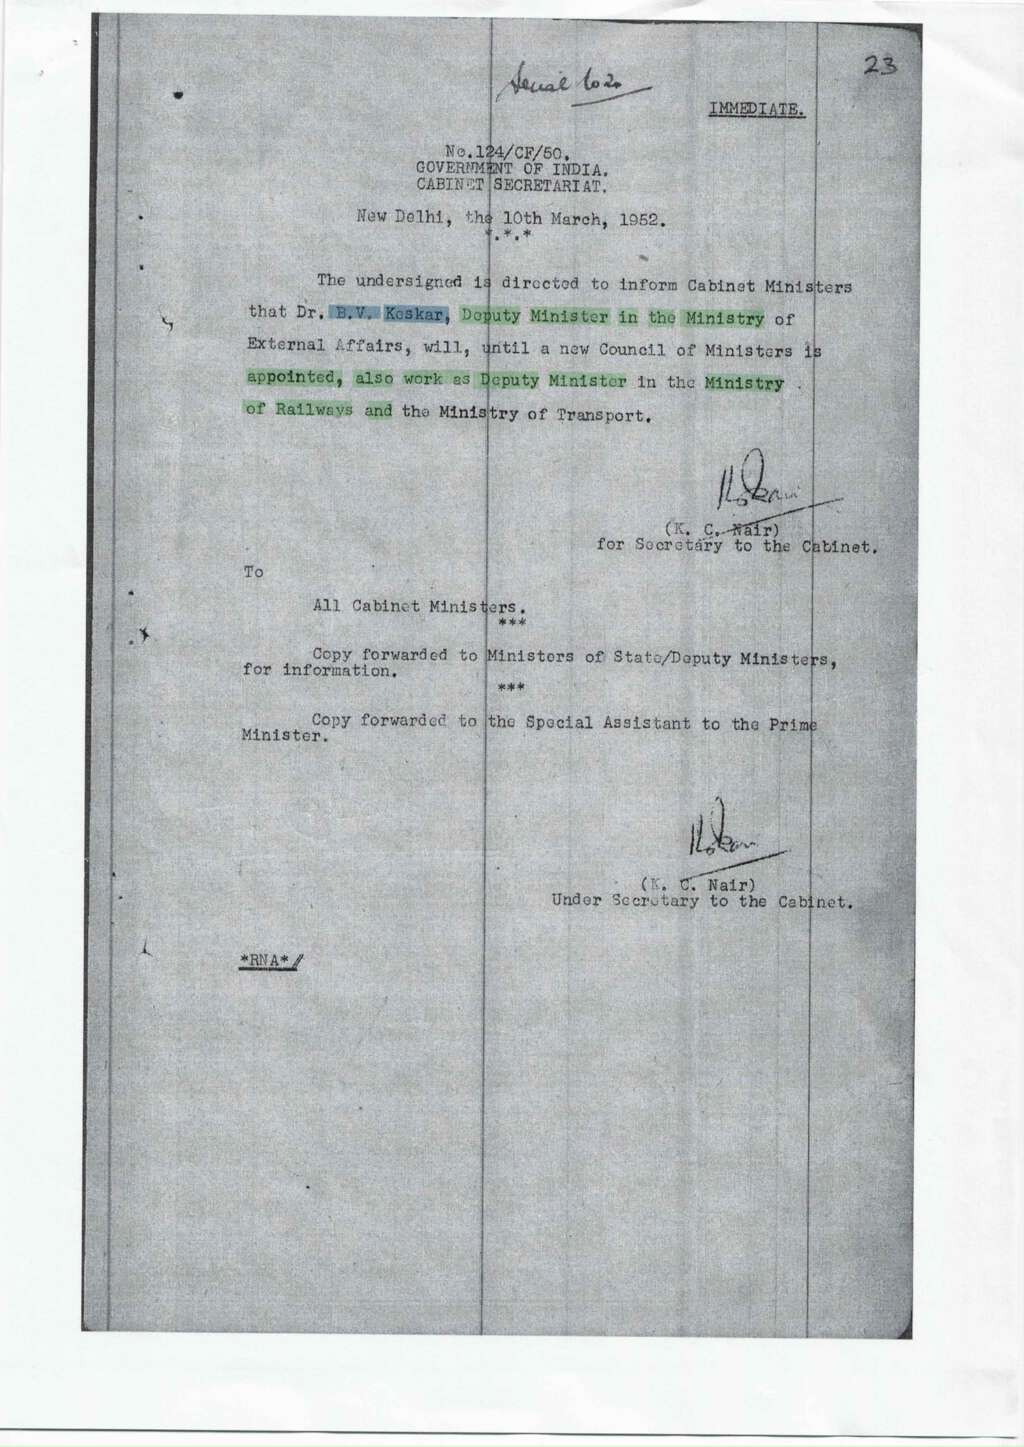 23
IMMEDIATE.
No.124/CF/50.
GOVERNMENT OF INDIA.
CABINET SECRETARIAT.
New Delhi, the 10th March, 1952.
*.*.*
The undersigned is directed to inform Cabinet Ministers
that Dr. B.V. Keskar, Deputy Minister in the Ministry of
External Affairs, will, until a new Council of Ministers is
appointed, also work as Deputy Minister in the Ministry
of Railways and the Ministry of Transport.
(K. C. Nair)
for Secretary to the Cabinet.
To
All Cabinet Ministers.
***
Copy forwarded to Ministers of State/Deputy Ministers,
for information.
***
Copy forwarded to the Special Assistant to the Prime
Minister.
(K. C. Nair)
Under Secretary to the Cabinet.
*RNA*/